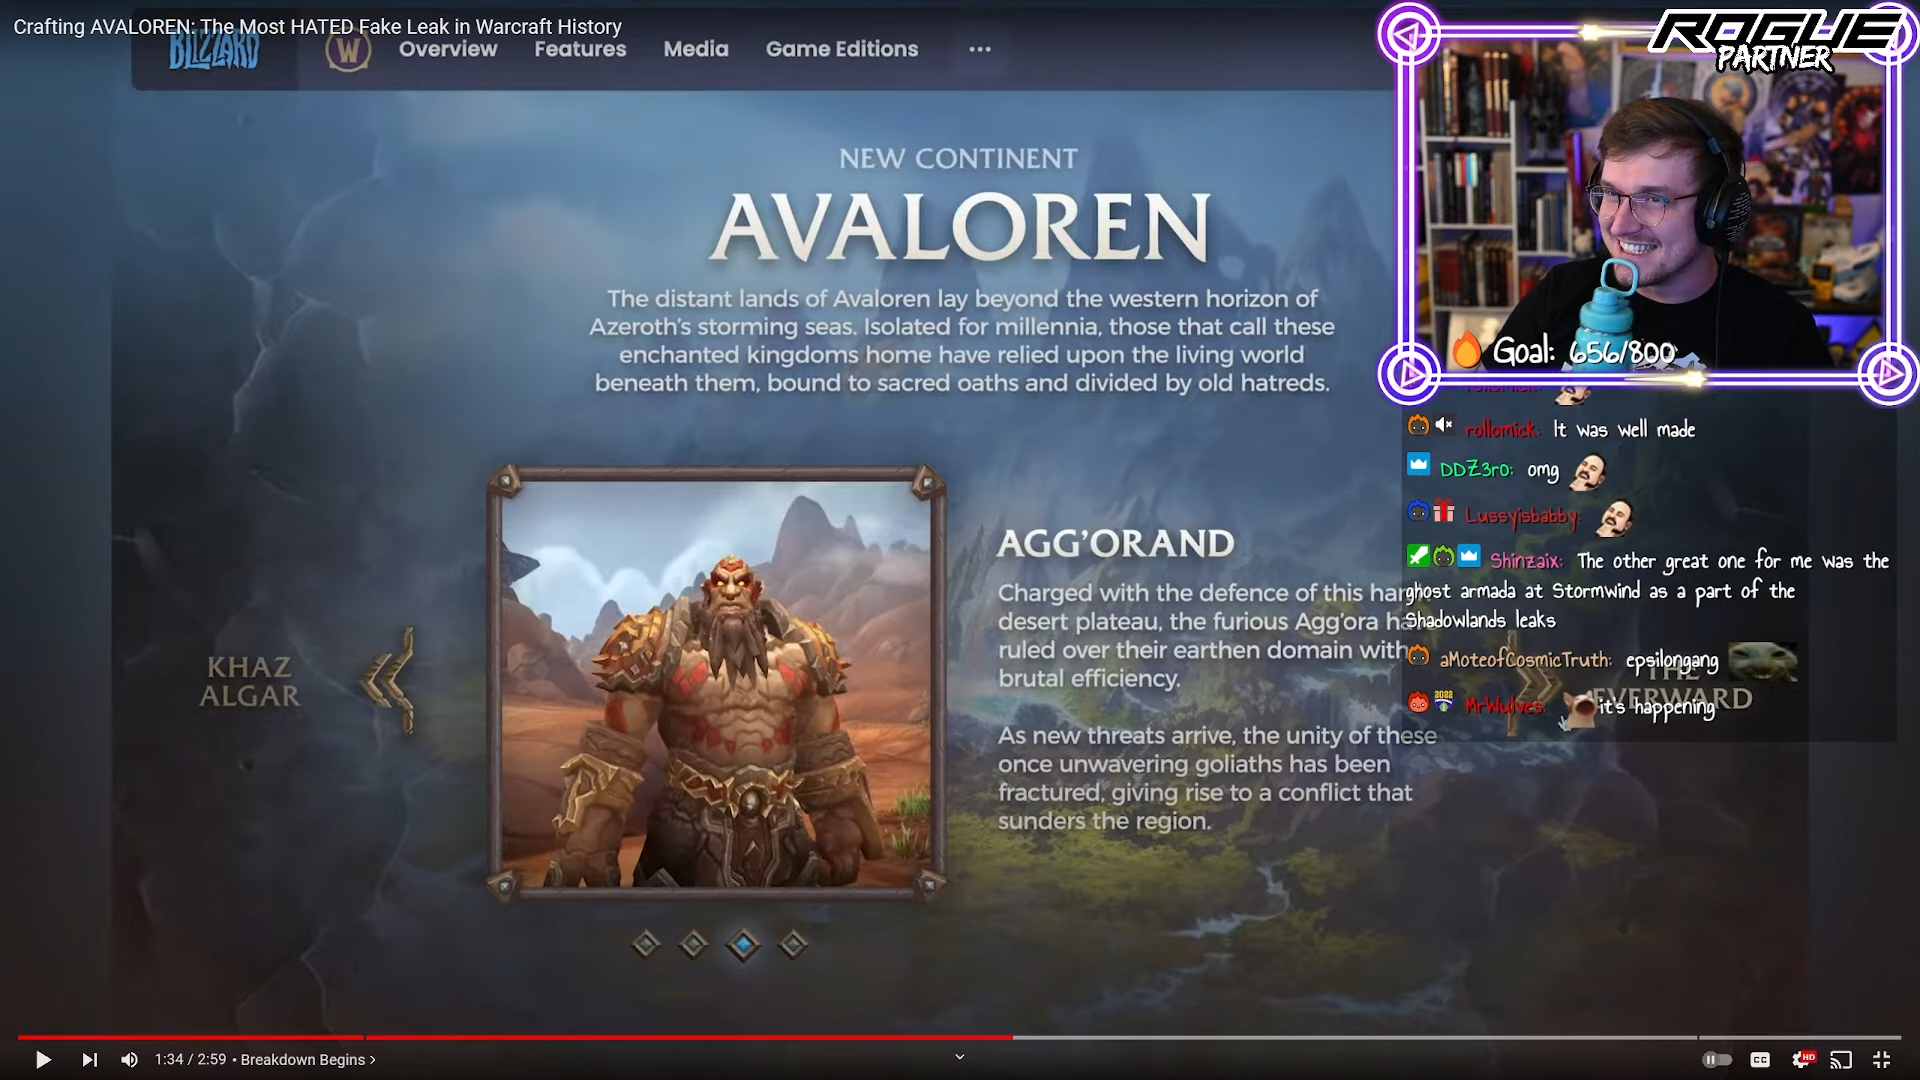 Crafting AVALOREN: The Most HATED Fake Leak in Warcraft History
BLIZZARD
W
Overview
Features
Media
Game Editions
ROGUE
PARTNER
NEW CONTINENT
AVALOREN
The distant lands of Avaloren lay beyond the western horizon of
Azeroth's storming seas. Isolated for millennia, those that call these
enchanted kingdoms home have relied upon the living world
beneath them, bound to sacred oaths and divided by old hatreds.
Goal: 656/800
rollomick: It was well made
DDZ3r0: omg
Lussyisbabby:
Shinzaix: The other great one for me was the
ghost armada at Stormwind as a part of the
Shadowlands leaks
aMoteofCosmicTruth: epsilongang
2022
MrWulves: it's happening
AGG'ORAND
Charged with the defence of this
desert plateau, the furious Agg'ora
ruled over their earthen domain with
brutal efficiency.
As new threats arrive, the unity of these
once unwavering goliaths has been
fractured, giving rise to a conflict that
sunders the region.
KHAZ
ALGAR
THE
EVERWARD
1:34 / 2:59 • Breakdown Begins >
CC
HD